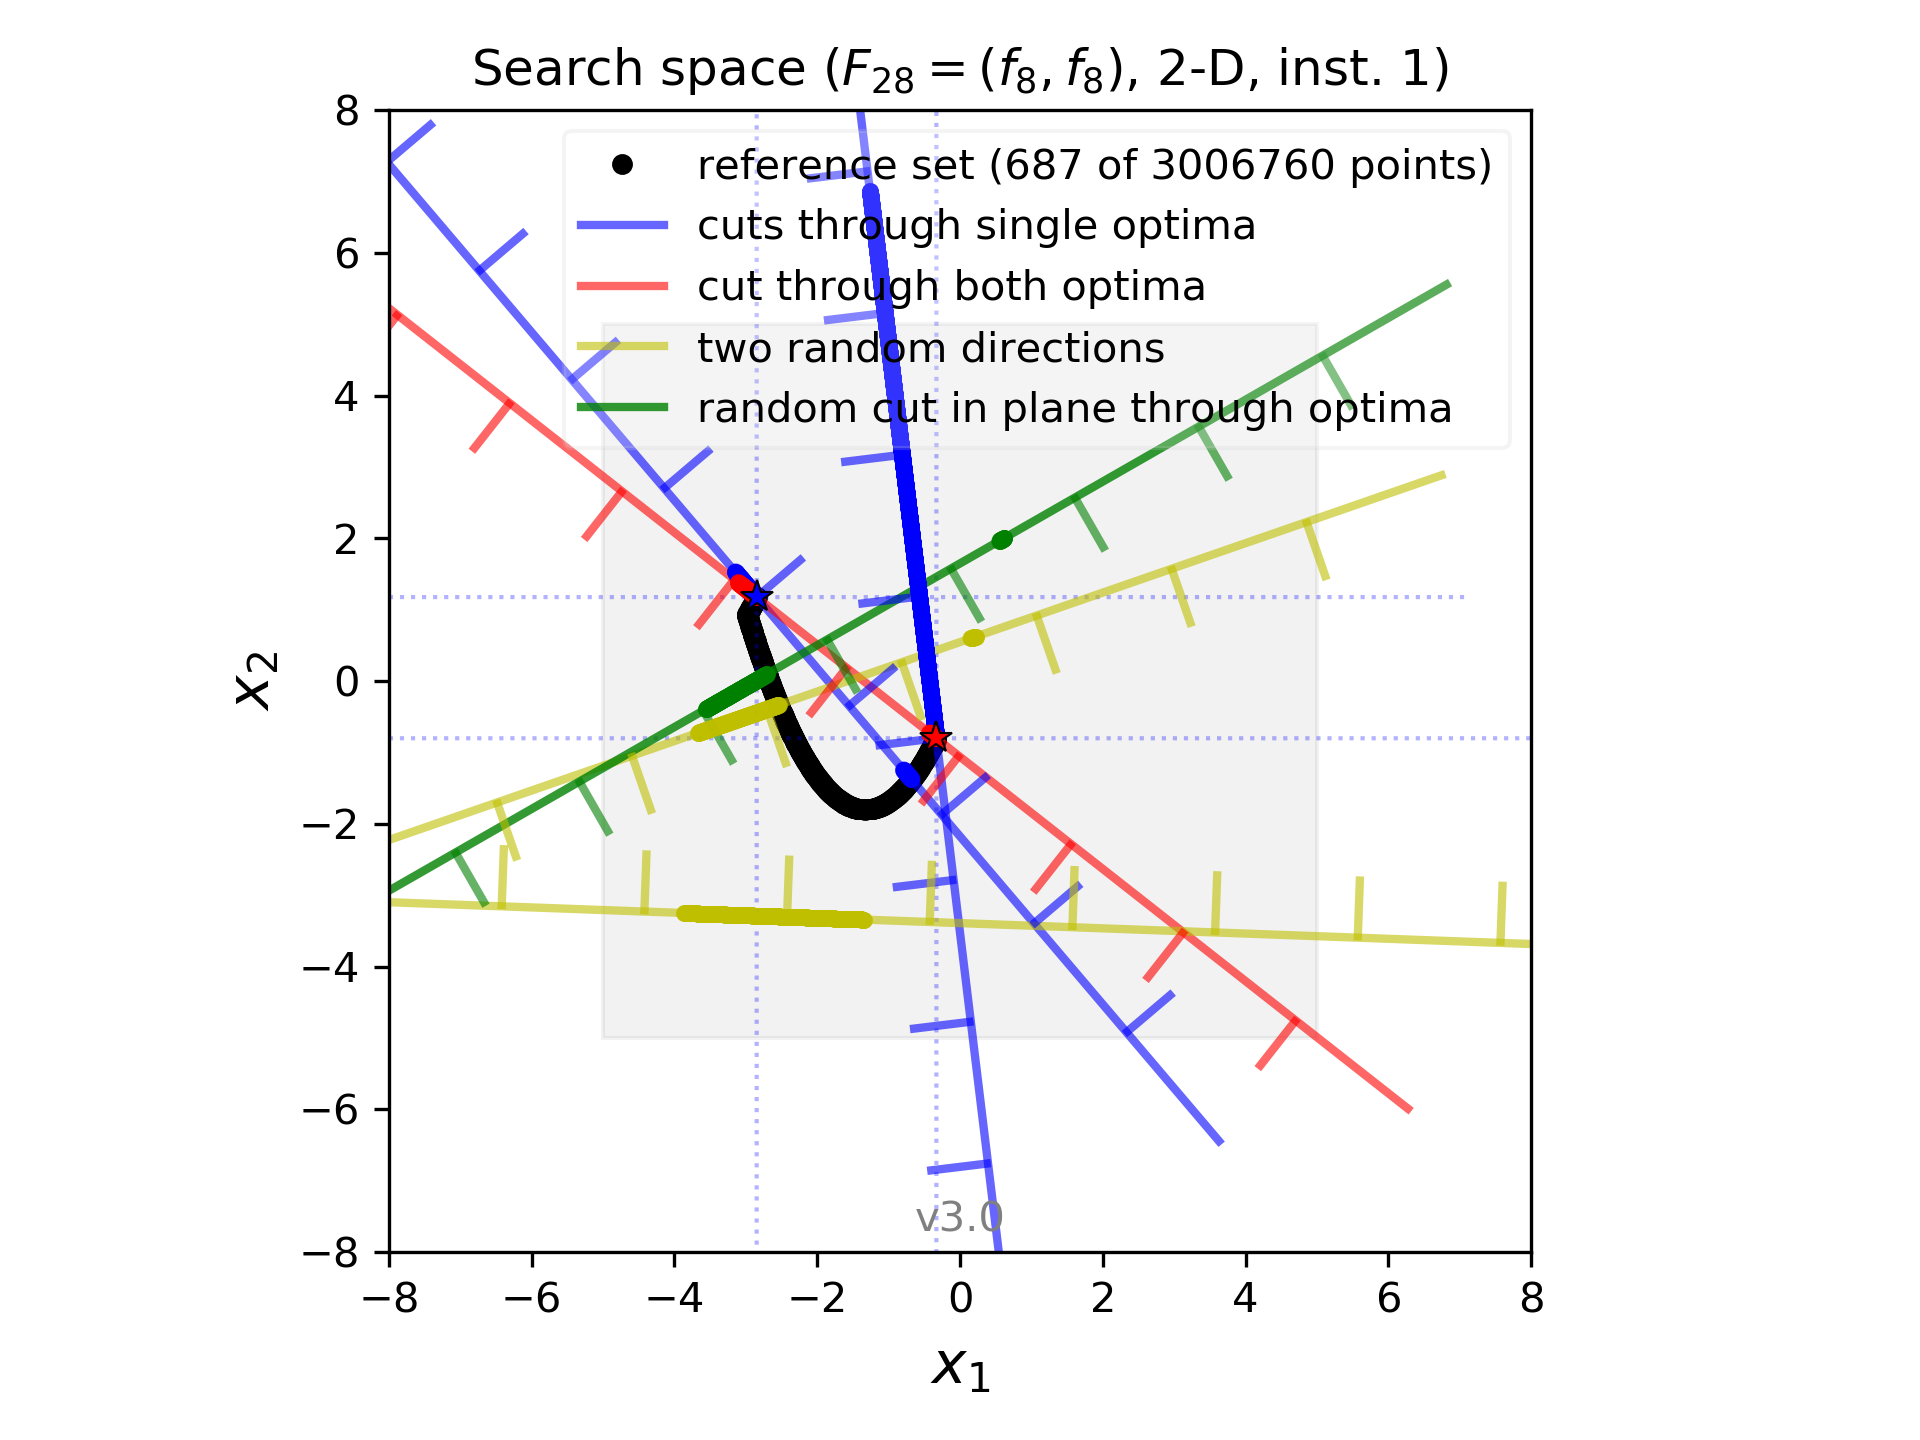 Search space (F₂₈ = (f₈, f₈), 2-D, inst. 1)
reference set (687 of 3006760 points)
cuts through single optima
cut through both optima
two random directions
random cut in plane through optima
8
6
4
2
0
−2
−4
−6
−8
x₂
v3.0
−8 −6 −4 −2 0 2 4 6 8
x₁